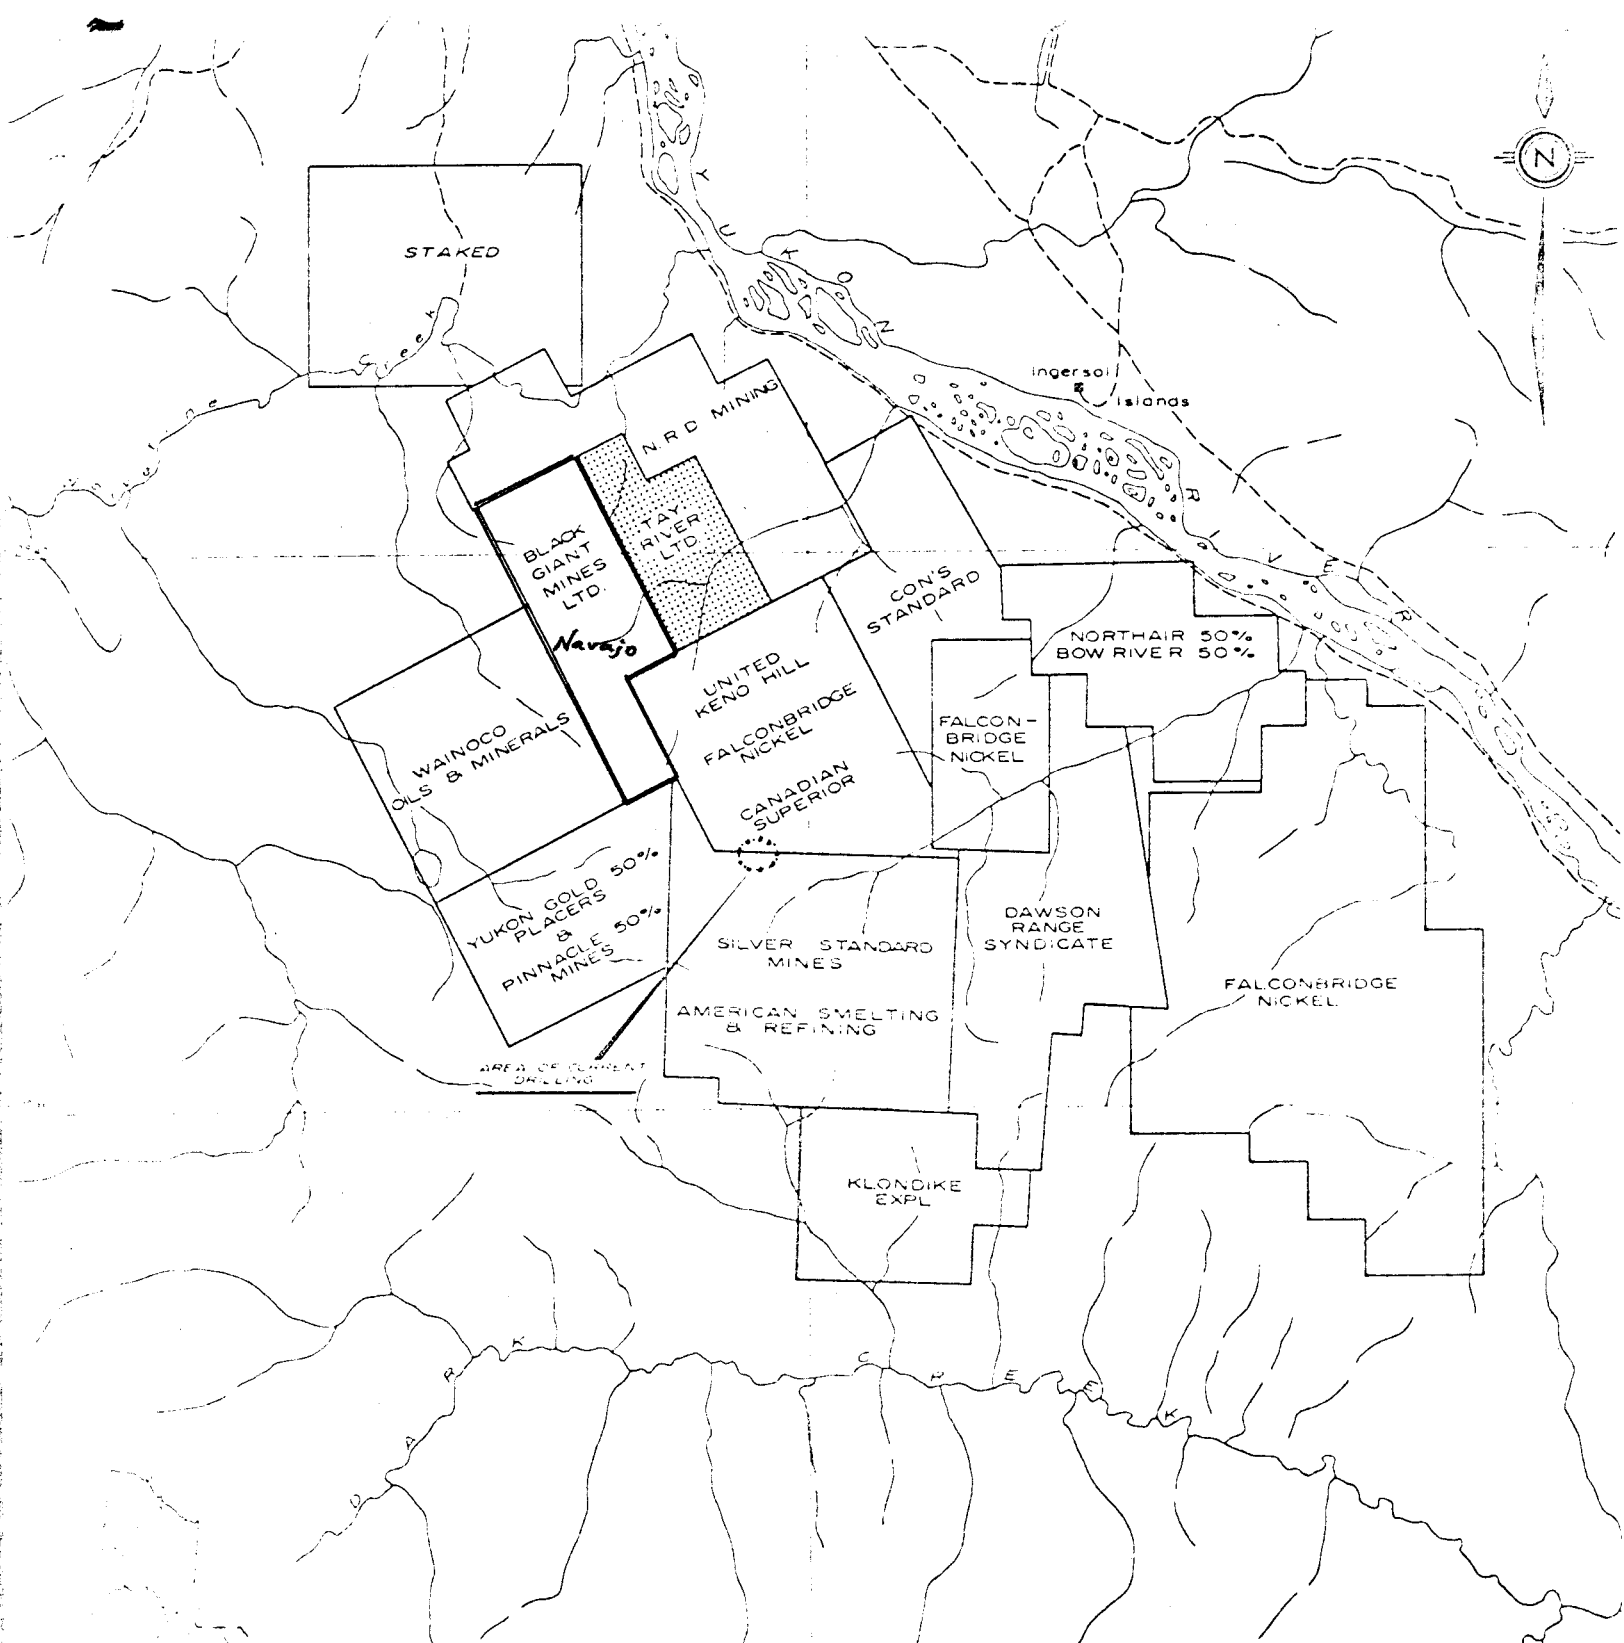 N
YUKON
STAKED
Creek
Ingersol
Islands
N.R.D MINING
RIVER
TAY
RIVER
LTD.
BLACK
GIANT
MINES
LTD.
Navajo
CON'S
STANDARD
NORTHAIR 50%
BOW RIVER 50%
UNITED
KENO HILL
FALCONBRIDGE
NICKEL
CANADIAN
SUPERIOR
FALCON-
BRIDGE
NICKEL
WAINOCO
OILS & MINERALS
YUKON GOLD 50%
PLACERS
&
PINNACLE 50%
MINES
SILVER STANDARD
MINES
AMERICAN SMELTING
& REFINING
DAWSON
RANGE
SYNDICATE
FALCONBRIDGE
NICKEL
AREA OF CURRENT
DRILLING
KLONDIKE
EXPL
DARK CREEK